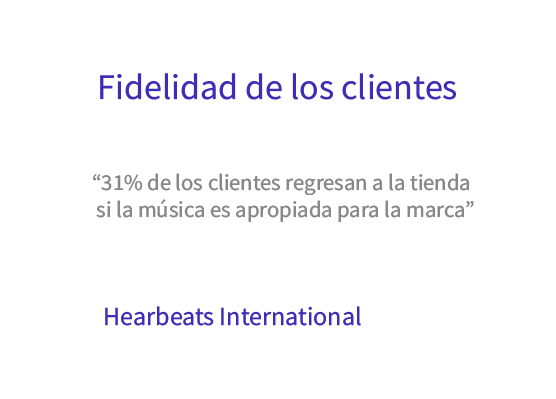 Fidelidad de los clientes
“31% de los clientes regresan a la tienda
si la música es apropiada para la marca”
Hearbeats International